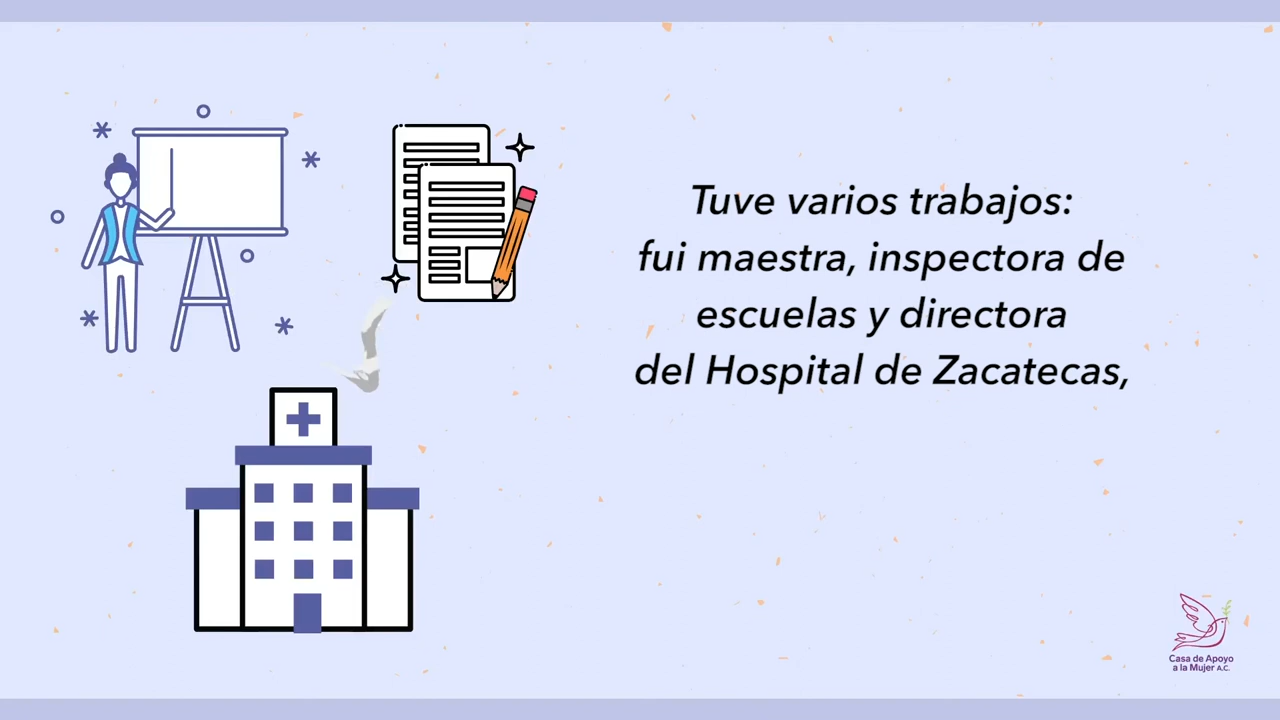 Tuve varios trabajos:
fui maestra, inspectora de
escuelas y directora
del Hospital de Zacatecas,
Casa de Apoyo
a la Mujer A.C.